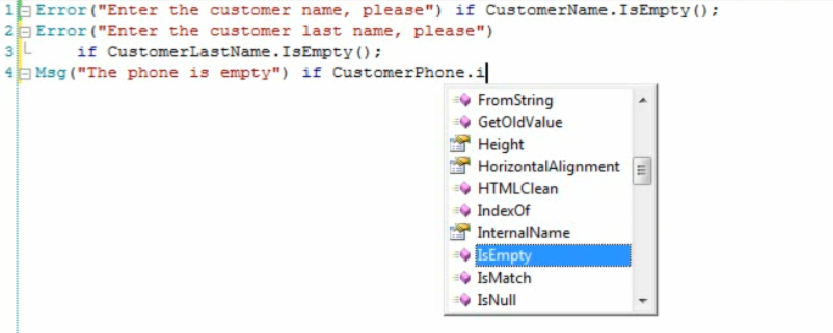 1 Error("Enter the customer name, please") if CustomerName.IsEmpty();
2 Error("Enter the customer last name, please")
3 if CustomerLastName.IsEmpty();
4 Msg("The phone is empty") if CustomerPhone.i
FromString
GetOldValue
Height
HorizontalAlignment
HTMLClean
IndexOf
InternalName
IsEmpty
IsMatch
IsNull